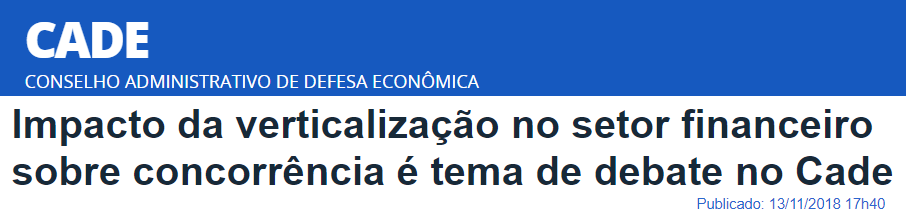 CADE
CONSELHO ADMINISTRATIVO DE DEFESA ECONÔMICA
Impacto da verticalização no setor financeiro
sobre concorrência é tema de debate no Cade
Publicado: 13/11/2018 17h40